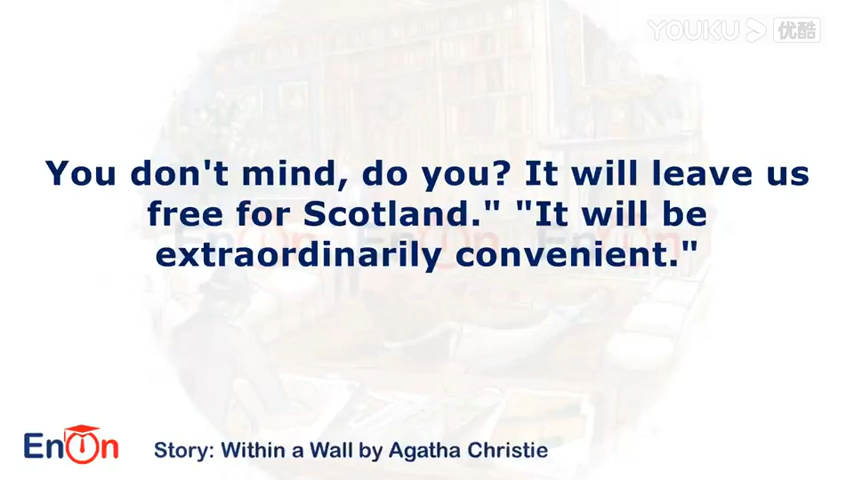 YOUKU 优酷
You don't mind, do you? It will leave us
free for Scotland." "It will be
extraordinarily convenient."
EnOn
Story: Within a Wall by Agatha Christie